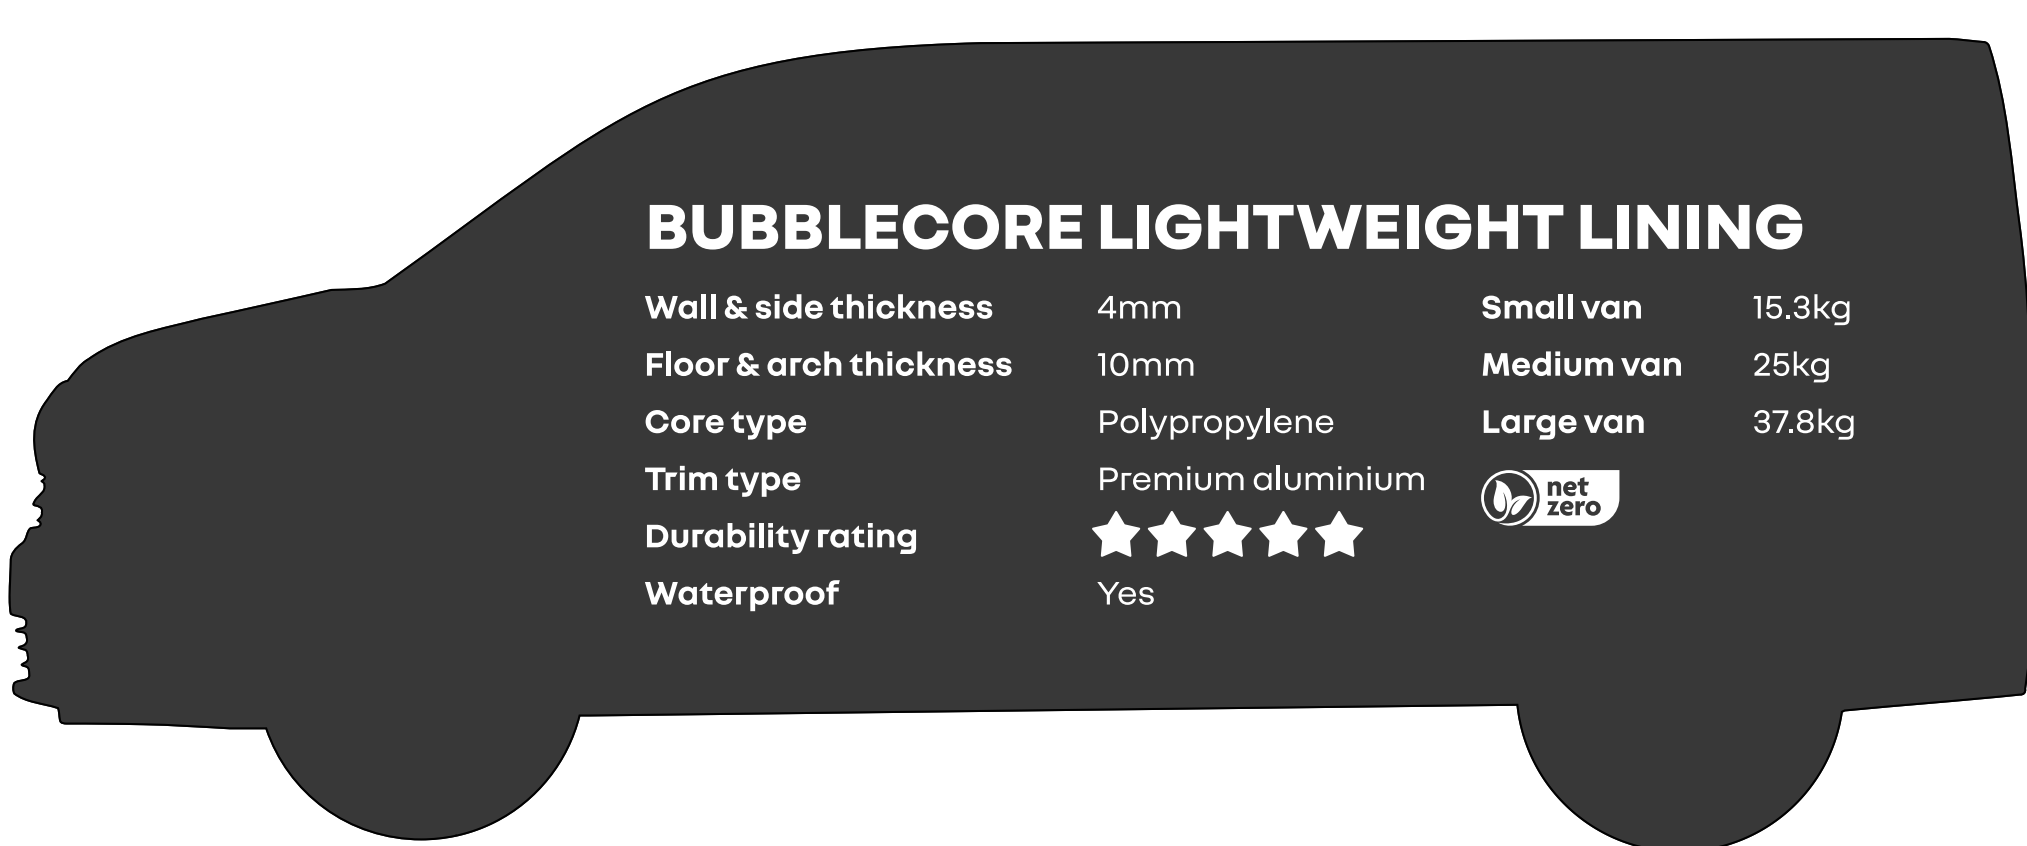 BUBBLECORE LIGHTWEIGHT LINING
Wall & side thickness 4mm
Floor & arch thickness 10mm
Core type Polypropylene
Trim type Premium aluminium
Durability rating
Waterproof Yes
Small van 15.3kg
Medium van 25kg
Large van 37.8kg
net
zero